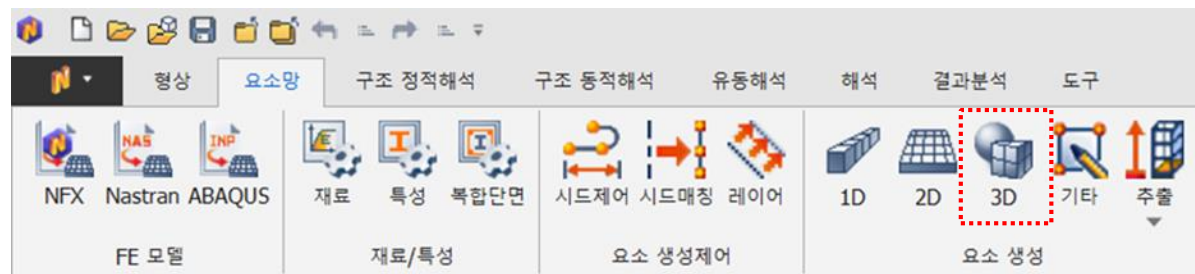 형상 요소망 구조 정적해석 구조 동적해석 유동해석 해석 결과분석 도구
NAS INP
NFX Nastran ABAQUS 재료 특성 복합단면 시드제어 시드매칭 레이어 1D 2D 3D 기타 추출
FE 모델 재료/특성 요소 생성제어 요소 생성